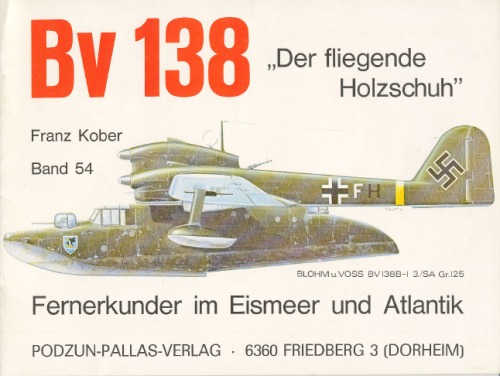 Bv 138
„Der fliegende
Holzschuh”
Franz Kober
Band 54
F H
BLOHM u. VOSS BV 138B-1 3./SA Gr. 125
Fernerkunder im Eismeer und Atlantik
PODZUN-PALLAS-VERLAG · 6360 FRIEDBERG 3 (DORHEIM)